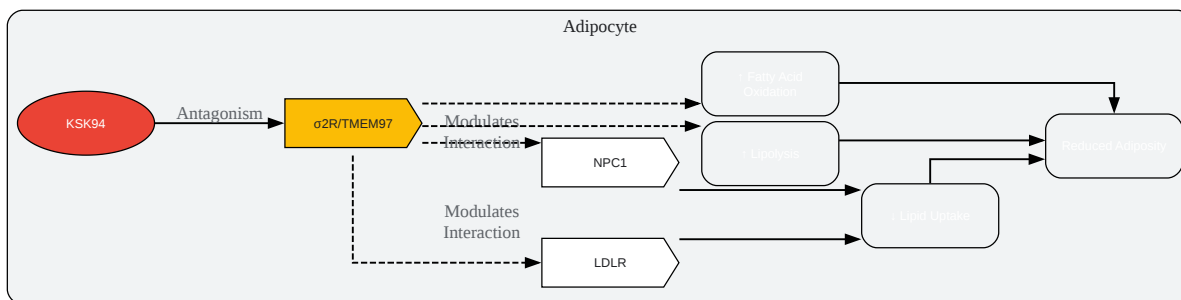 Adipocyte
KSK94
Antagonism
σ2R/TMEM97
Modulates
Interaction
NPC1
Modulates
Interaction
LDLR
↑ Fatty Acid
Oxidation
Lipolysis
Lipid Uptake
Reduced Adiposity